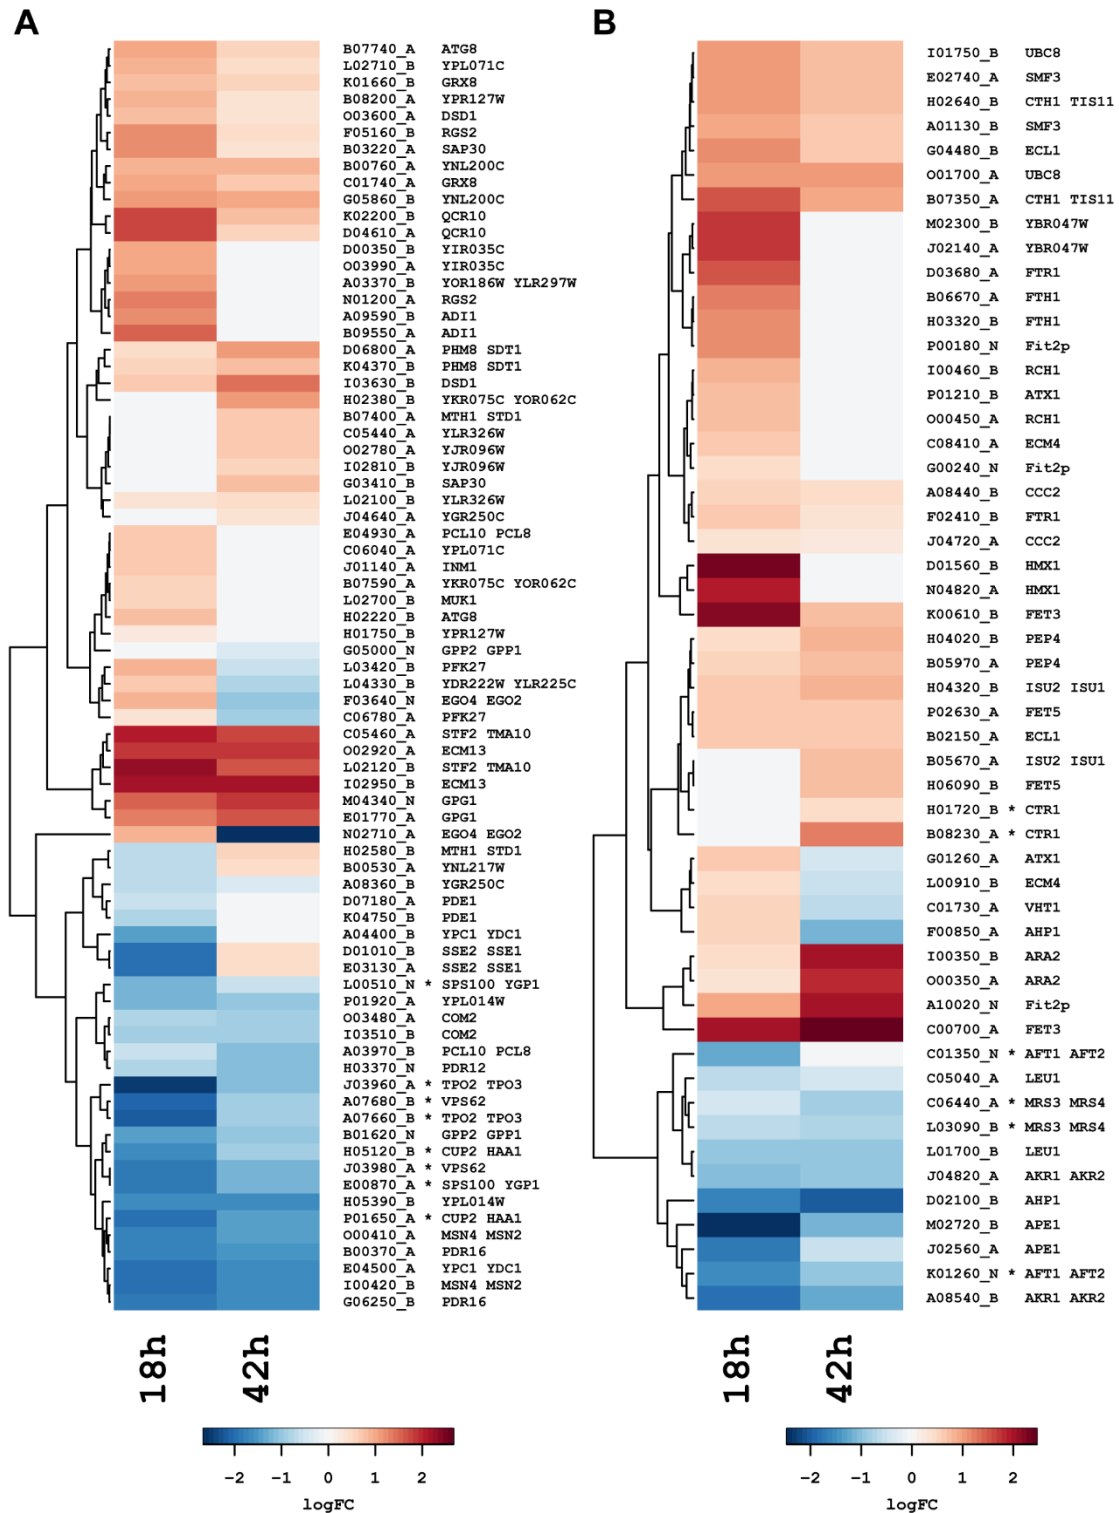 A
B07740_A ATG8
L02710_B YPL071C
K01660_B GRX8
B08200_A YPR127W
O03600_A DSD1
F05160_B RGS2
B03220_A SAP30
B00760_A YNL200C
C01740_A GRX8
G05860_B YNL200C
K02200_B QCR10
D04610_A QCR10
D00350_B YIR035C
O03990_A YIR035C
A03370_B YOR186W YLR297W
N01200_A RGS2
A09590_B ADI1
B09550_A ADI1
D06800_A PHM8 SDT1
K04370_B PHM8 SDT1
I03630_B DSD1
H02380_B YKR075C YOR062C
B07400_A MTH1 STD1
C05440_A YLR326W
O02780_A YJR096W
I02810_B YJR096W
G03410_B SAP30
L02100_B YLR326W
J04640_A YGR250C
E04930_A PCL10 PCL8
C06040_A YPL071C
J01140_A INM1
B07590_A YKR075C YOR062C
L02700_B MUK1
H02220_B ATG8
H01750_B YPR127W
G05000_N GPP2 GPP1
L03420_B PFK27
L04330_B YDR222W YLR225C
F03640_N EGO4 EGO2
C06780_A PFK27
C05460_A STF2 TMA10
O02920_A ECM13
L02120_B STF2 TMA10
I02950_B ECM13
M04340_N GPG1
E01770_A GPG1
N02710_A EGO4 EGO2
H02580_B MTH1 STD1
B00530_A YNL217W
A08360_B YGR250C
D07180_A PDE1
K04750_B PDE1
A04400_B YPC1 YDC1
D01010_B SSE2 SSE1
E03130_A SSE2 SSE1
L00510_N * SPS100 YGP1
P01920_A YPL014W
O03480_A COM2
I03510_B COM2
A03970_B PCL10 PCL8
H03370_N PDR12
J03960_A * TPO2 TPO3
A07680_B * VPS62
A07660_B * TPO2 TPO3
B01620_N GPP2 GPP1
H05120_B * CUP2 HAA1
J03980_A * VPS62
E00870_A * SPS100 YGP1
H05390_B YPL014W
P01650_A * CUP2 HAA1
O00410_A MSN4 MSN2
B00370_A PDR16
E04500_A YPC1 YDC1
I00420_B MSN4 MSN2
G06250_B PDR16
18h 42h
−2 −1 0 1 2
logFC
B
I01750_B UBC8
E02740_A SMF3
H02640_B CTH1 TIS11
A01130_B SMF3
G04480_B ECL1
O01700_A UBC8
B07350_A CTH1 TIS11
M02300_B YBR047W
J02140_A YBR047W
D03680_A FTR1
B06670_A FTH1
H03320_B FTH1
P00180_N Fit2p
I00460_B RCH1
P01210_B ATX1
O00450_A RCH1
C08410_A ECM4
G00240_N Fit2p
A08440_B CCC2
F02410_B FTR1
J04720_A CCC2
D01560_B HMX1
N04820_A HMX1
K00610_B FET3
H04020_B PEP4
B05970_A PEP4
H04320_B ISU2 ISU1
P02630_A FET5
B02150_A ECL1
B05670_A ISU2 ISU1
H06090_B FET5
H01720_B * CTR1
B08230_A * CTR1
G01260_A ATX1
L00910_B ECM4
C01730_A VHT1
F00850_A AHP1
I00350_B ARA2
O00350_A ARA2
A10020_N Fit2p
C00700_A FET3
C01350_N * AFT1 AFT2
C05040_A LEU1
C06440_A * MRS3 MRS4
L03090_B * MRS3 MRS4
L01700_B LEU1
J04820_A AKR1 AKR2
D02100_B AHP1
M02720_B APE1
J02560_A APE1
K01260_N * AFT1 AFT2
A08540_B AKR1 AKR2
18h 42h
−2 −1 0 1 2
logFC